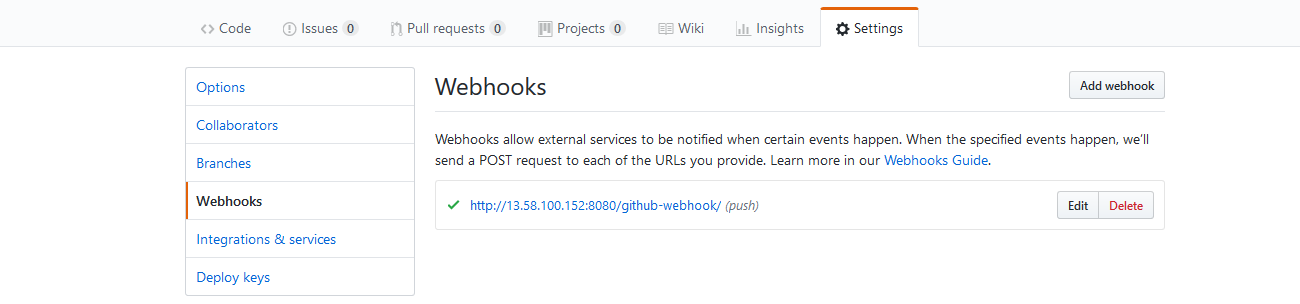 Code Issues 0 Pull requests 0 Projects 0 Wiki Insights Settings
Options
Collaborators
Branches
Webhooks
Integrations & services
Deploy keys
Webhooks
Add webhook
Webhooks allow external services to be notified when certain events happen. When the specified events happen, we'll
send a POST request to each of the URLs you provide. Learn more in our Webhooks Guide.
http://13.58.100.152:8080/github-webhook/ (push)
Edit Delete